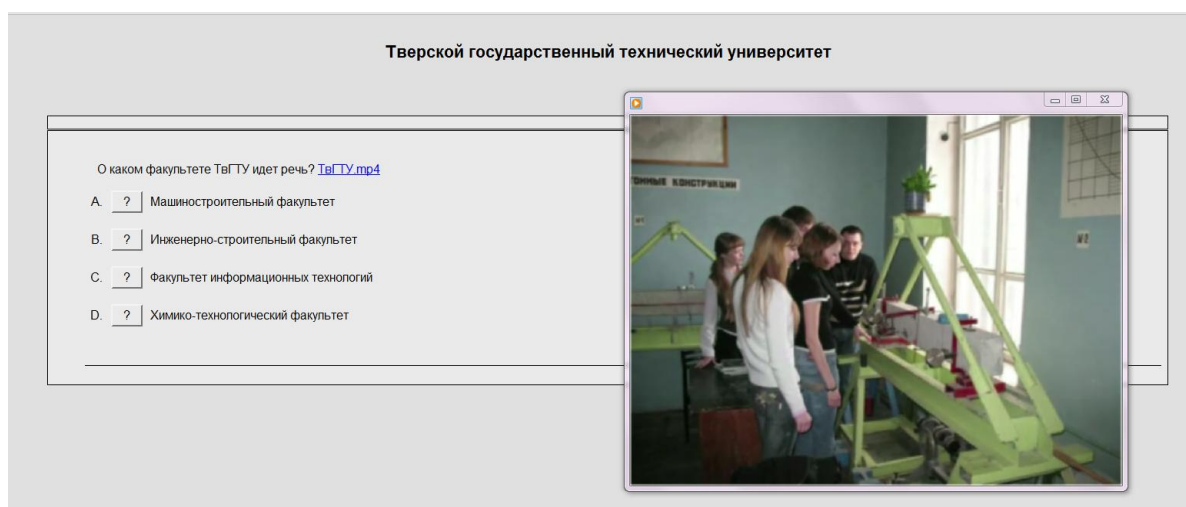 Тверской государственный технический университет
О каком факультете ТвГТУ идет речь? ТвГТУ.mp4
A. ? Машиностроительный факультет
B. ? Инженерно-строительный факультет
C. ? Факультет информационных технологий
D. ? Химико-технологический факультет
КОНСТРУКЦИИ